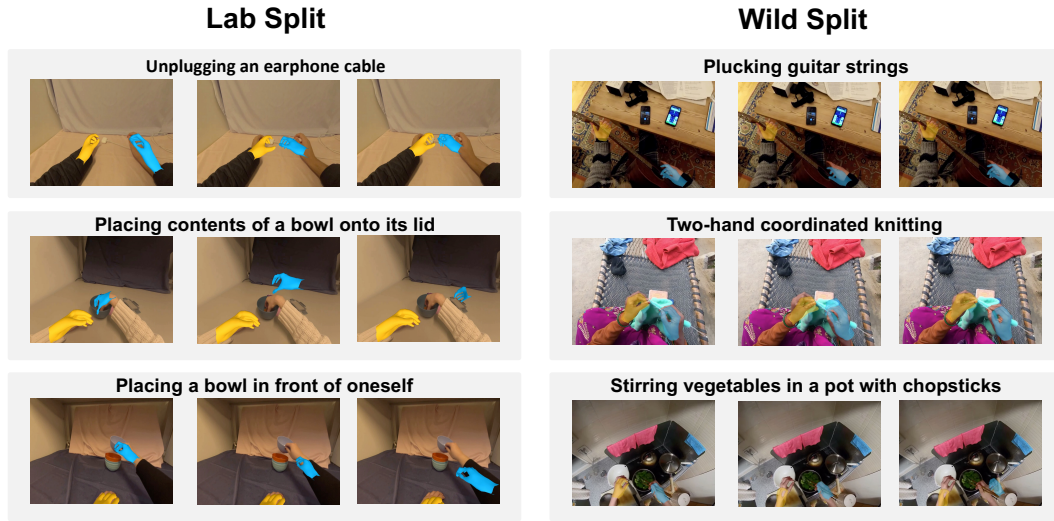 Lab Split
Wild Split
Unplugging an earphone cable
Plucking guitar strings
Placing contents of a bowl onto its lid
Two-hand coordinated knitting
Placing a bowl in front of oneself
Stirring vegetables in a pot with chopsticks